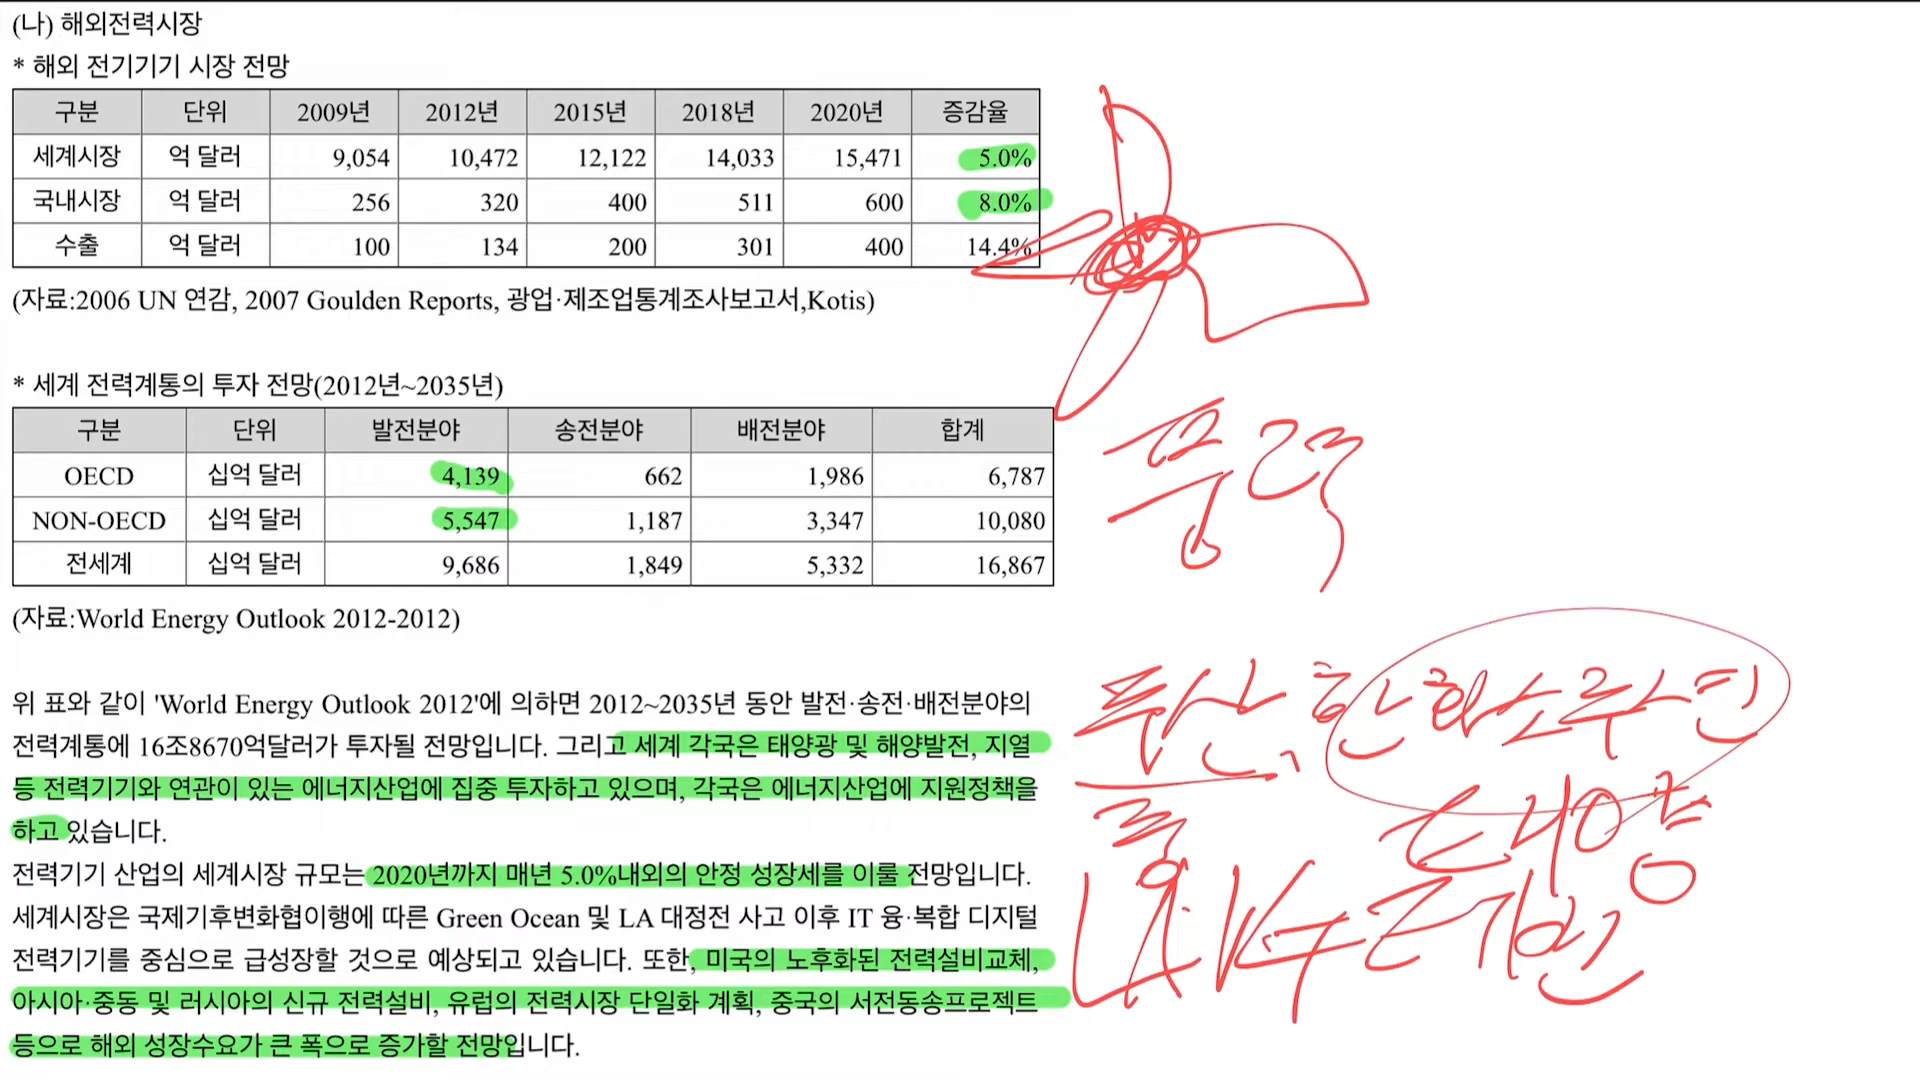 (나) 해외전력시장
* 해외 전기기기 시장 전망
구분 단위 2009년 2012년 2015년 2018년 2020년 증감율
세계시장 억 달러 9,054 10,472 12,122 14,033 15,471 5.0%
국내시장 억 달러 256 320 400 511 600 8.0%
수출 억 달러 100 134 200 301 400 14.4%
(자료:2006 UN 연감, 2007 Goulden Reports, 광업·제조업통계조사보고서,Kotis)
* 세계 전력계통의 투자 전망(2012년~2035년)
구분 단위 발전분야 송전분야 배전분야 합계
OECD 십억 달러 4,139 662 1,986 6,787
NON-OECD 십억 달러 5,547 1,187 3,347 10,080
전세계 십억 달러 9,686 1,849 5,332 16,867
(자료:World Energy Outlook 2012-2012)
위 표와 같이 'World Energy Outlook 2012'에 의하면 2012~2035년 동안 발전·송전·배전분야의
전력계통에 16조8670억달러가 투자될 전망입니다. 그리고 세계 각국은 태양광 및 해양발전, 지열
등 전력기기와 연관이 있는 에너지산업에 집중 투자하고 있으며, 각국은 에너지산업에 지원정책을
하고 있습니다.
전력기기 산업의 세계시장 규모는 2020년까지 매년 5.0%내외의 안정 성장세를 이룰 전망입니다.
세계시장은 국제기후변화협이행에 따른 Green Ocean 및 LA 대정전 사고 이후 IT 융·복합 디지털
전력기기를 중심으로 급성장할 것으로 예상되고 있습니다. 또한, 미국의 노후화된 전력설비교체,
아시아·중동 및 러시아의 신규 전력설비, 유럽의 전력시장 단일화 계획, 중국의 서전동송프로젝트
등으로 해외 성장수요가 큰 폭으로 증가할 전망입니다.
풍력
두산, 한화솔루션
태양